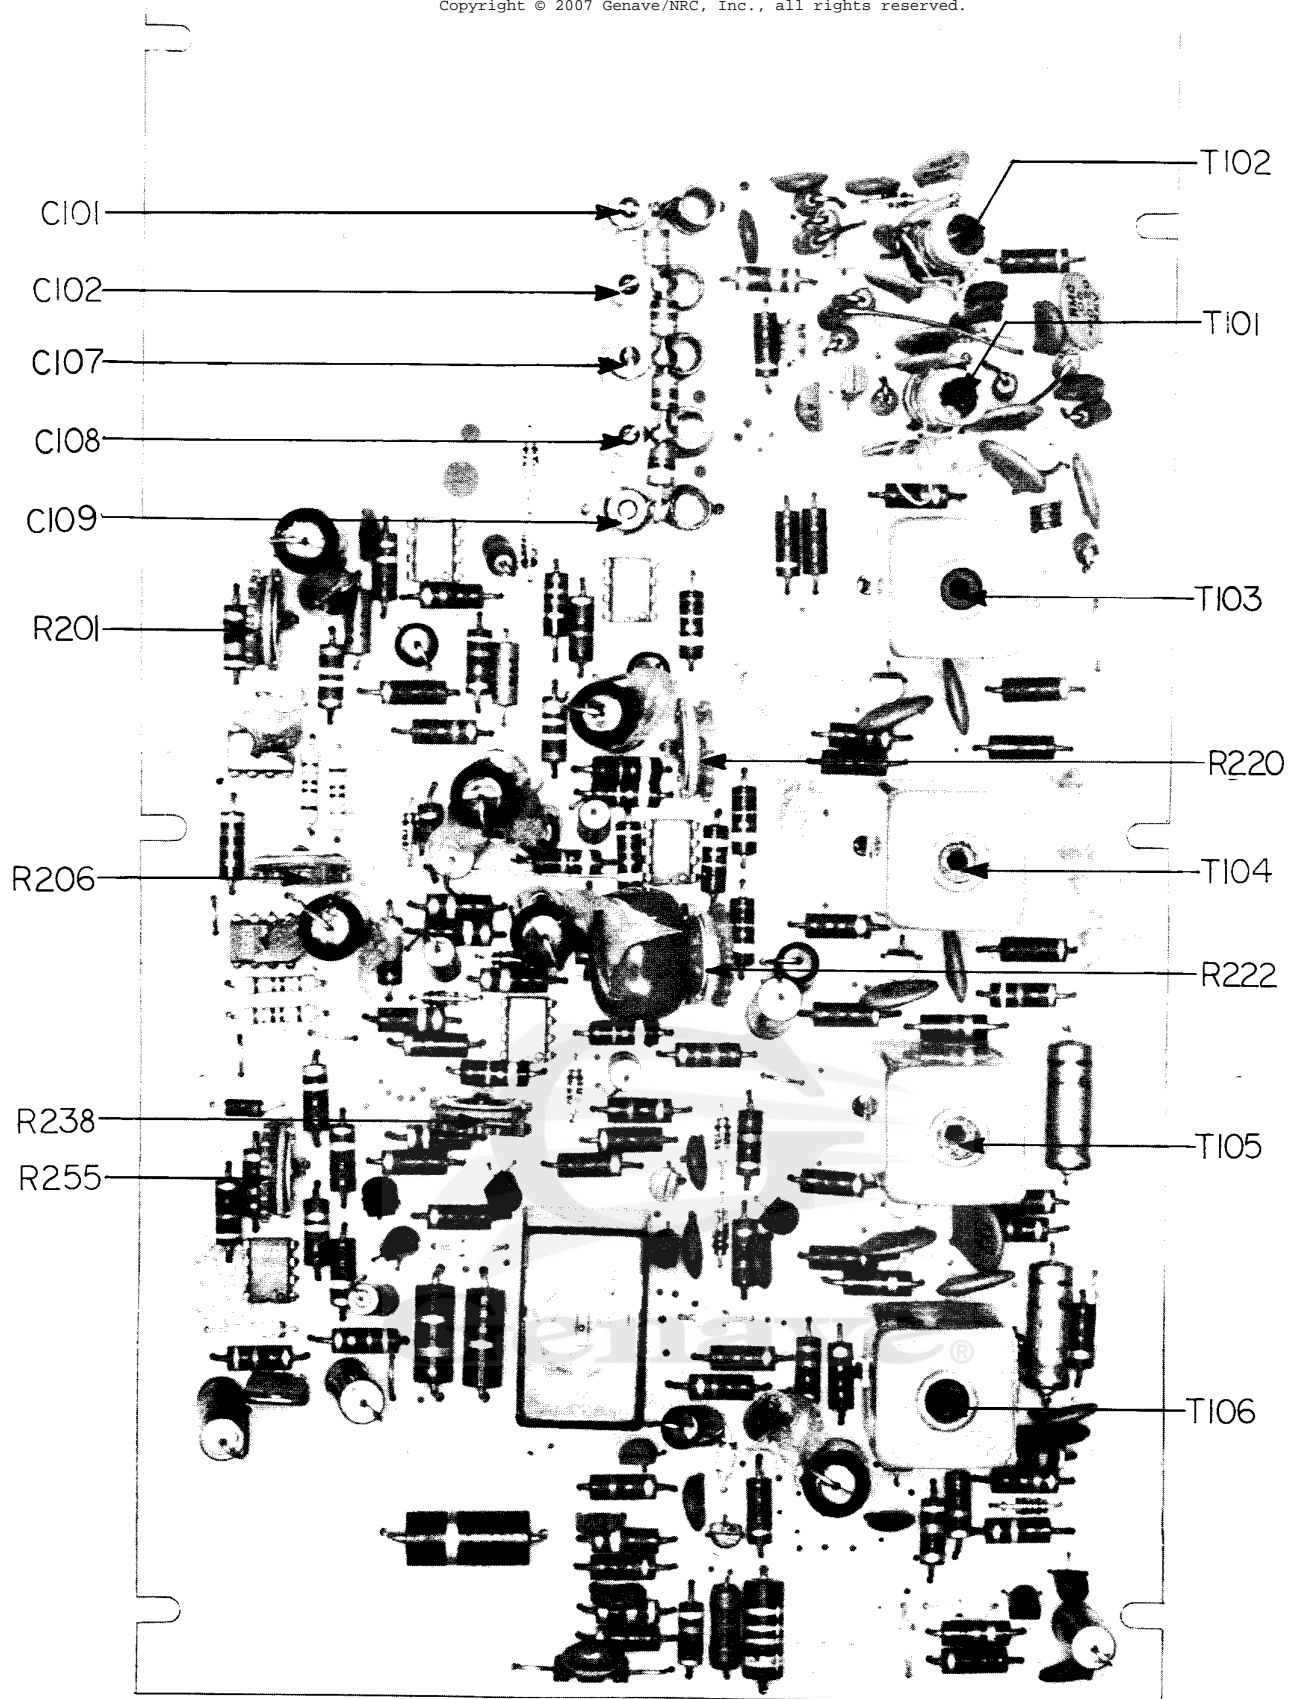 Copyright © 2007 Genave/NRC, Inc., all rights reserved.
T102
C101
C102
T101
C107
C108
C109
T103
R201
R220
T104
R206
R222
R238
T105
R255
Genave®
T106